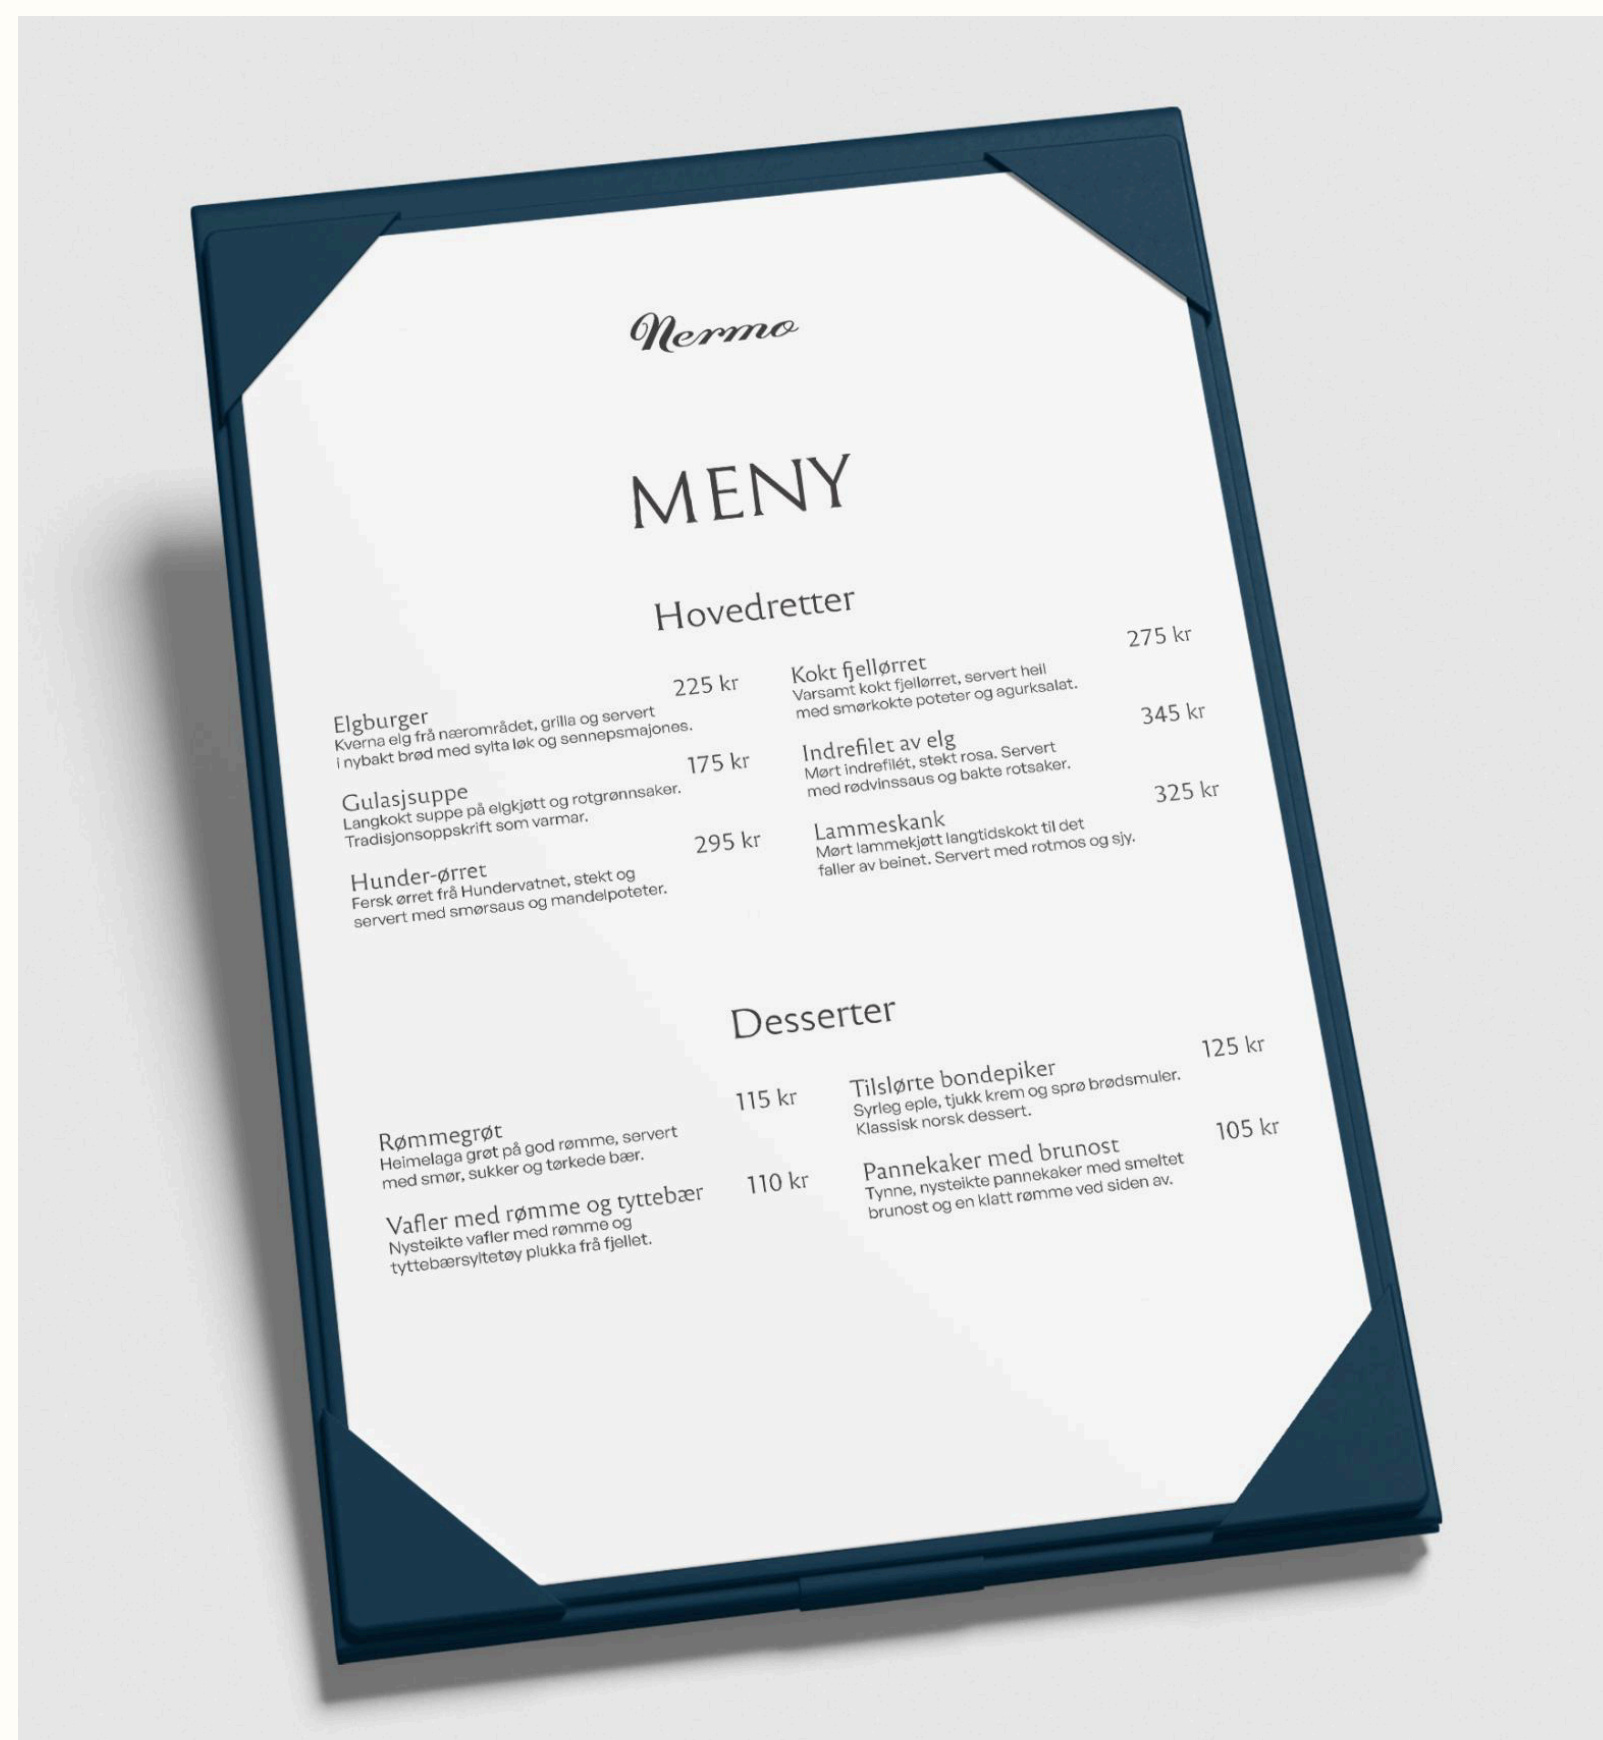 Nermo
MENY
Hovedretter
Elgburger 225 kr
Kverna elg frå nærområdet, grilla og servert
i nybakt brød med sylta løk og sennepsmajones.
Gulasjsuppe 175 kr
Langkokt suppe på elgkjøtt og rotgrønnsaker.
Tradisjonsoppskrift som varmar.
Hunder-ørret 295 kr
Fersk ørret frå Hundervatnet, stekt og
servert med smørsaus og mandelpoteter.
Kokt fjellørret 275 kr
Varsamt kokt fjellørret, servert heil
med smørkokte poteter og agurksalat.
Indrefilet av elg 345 kr
Mørt indrefilét, stekt rosa. Servert
med rødvinssaus og bakte rotsaker.
Lammeskank 325 kr
Mørt lammekjøtt langtidskokt til det
faller av beinet. Servert med rotmos og sjy.
Desserter
Rømmegrøt 115 kr
Heimelaga grøt på god rømme, servert
med smør, sukker og tørkede bær.
Vafler med rømme og tyttebær 110 kr
Nysteikte vafler med rømme og
tyttebærsyltetøy plukka frå fjellet.
Tilslørte bondepiker 125 kr
Syrleg eple, tjukk krem og sprø brødsmuler.
Klassisk norsk dessert.
Pannekaker med brunost 105 kr
Tynne, nysteikte pannekaker med smeltet
brunost og en klatt rømme ved siden av.